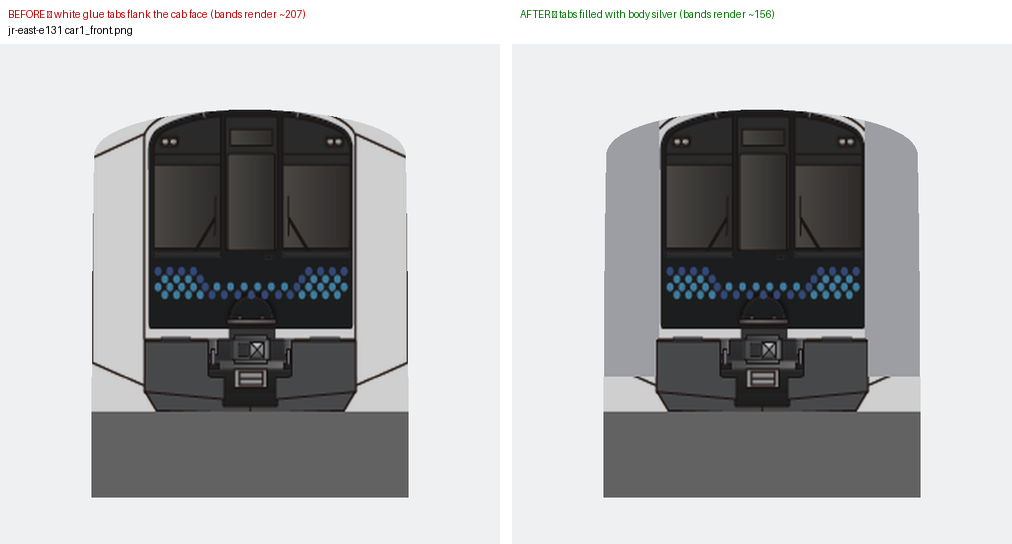 BEFORE □ white glue tabs flank the cab face (bands render ~207)
AFTER □ tabs filled with body silver (bands render ~156)
jr-east-e131 car1_front.png